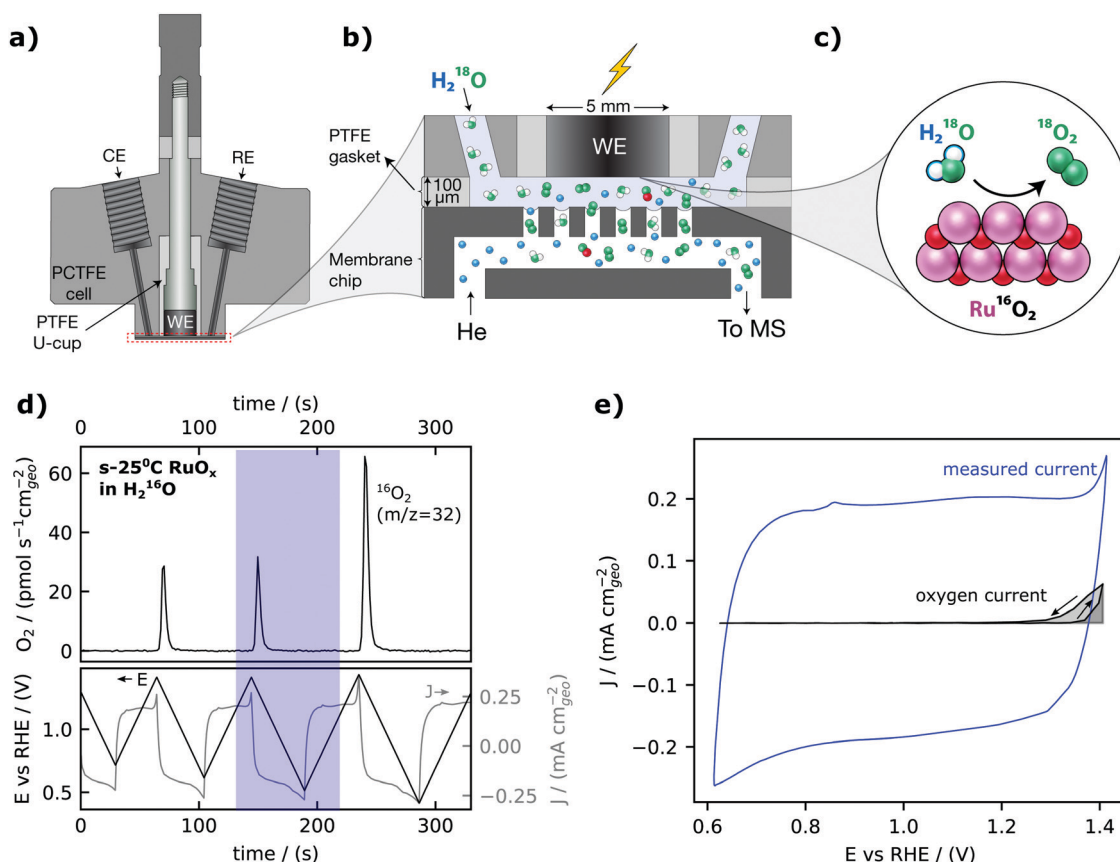 a)
CE
RE
PCTFE
cell
PTFE
U-cup
WE
b)
H₂¹⁸O
5 mm
PTFE
gasket
WE
100
µm
Membrane
chip
He
To MS
c)
H₂¹⁸O
¹⁸O₂
Ru¹⁶O₂
d)
time / (s)
0 100 200 300
s-25⁰C RuOₓ
in H₂¹⁶O
¹⁶O₂
(m/z=32)
O₂ / (pmol s⁻¹cm⁻²geo)
60
40
20
0
E
J
E vs RHE / (V)
1.0
0.5
0.25
0.00
−0.25
J / (mA cm⁻²geo)
0 100 200 300
time / (s)
e)
measured current
oxygen current
J / (mA cm⁻²geo)
0.2
0.1
0.0
−0.1
−0.2
0.6 0.8 1.0 1.2 1.4
E vs RHE / (V)